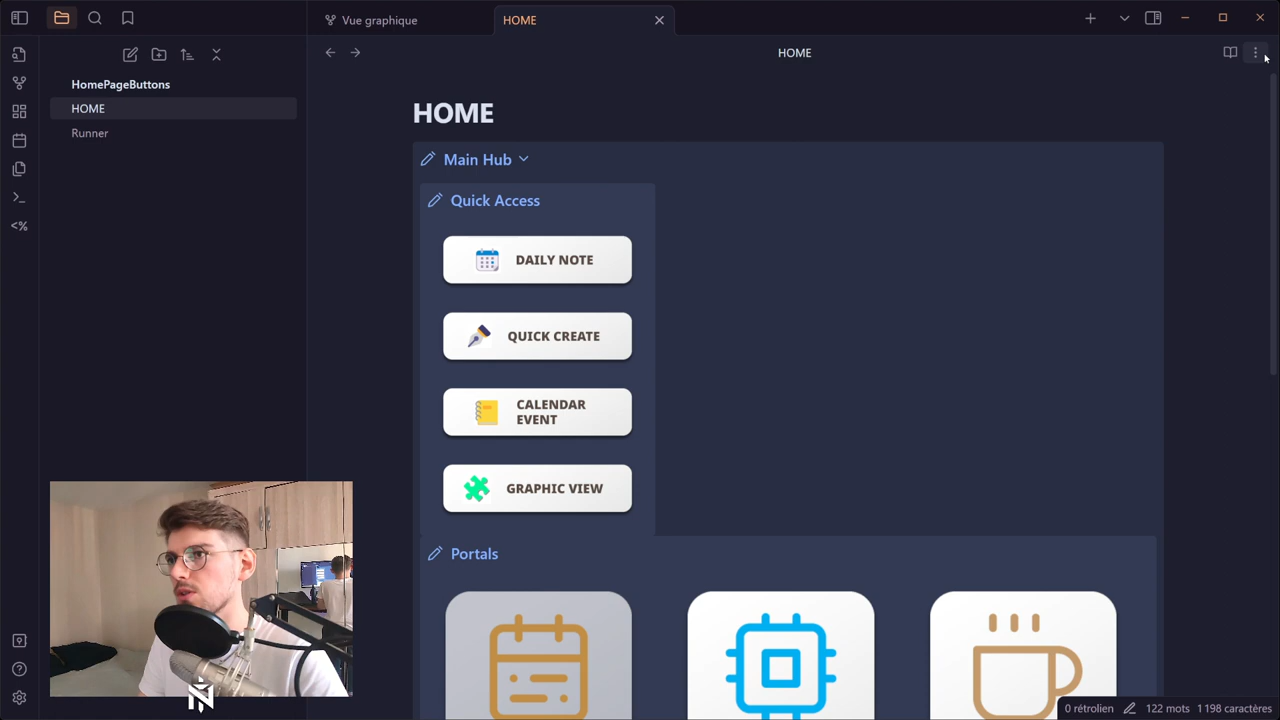 Vue graphique
HOME
HOME
HomePageButtons
HOME
Runner
<%
HOME
Main Hub
Quick Access
DAILY NOTE
QUICK CREATE
CALENDAR
EVENT
GRAPHIC VIEW
Portals
0 rétrolien 122 mots 1 198 caractères